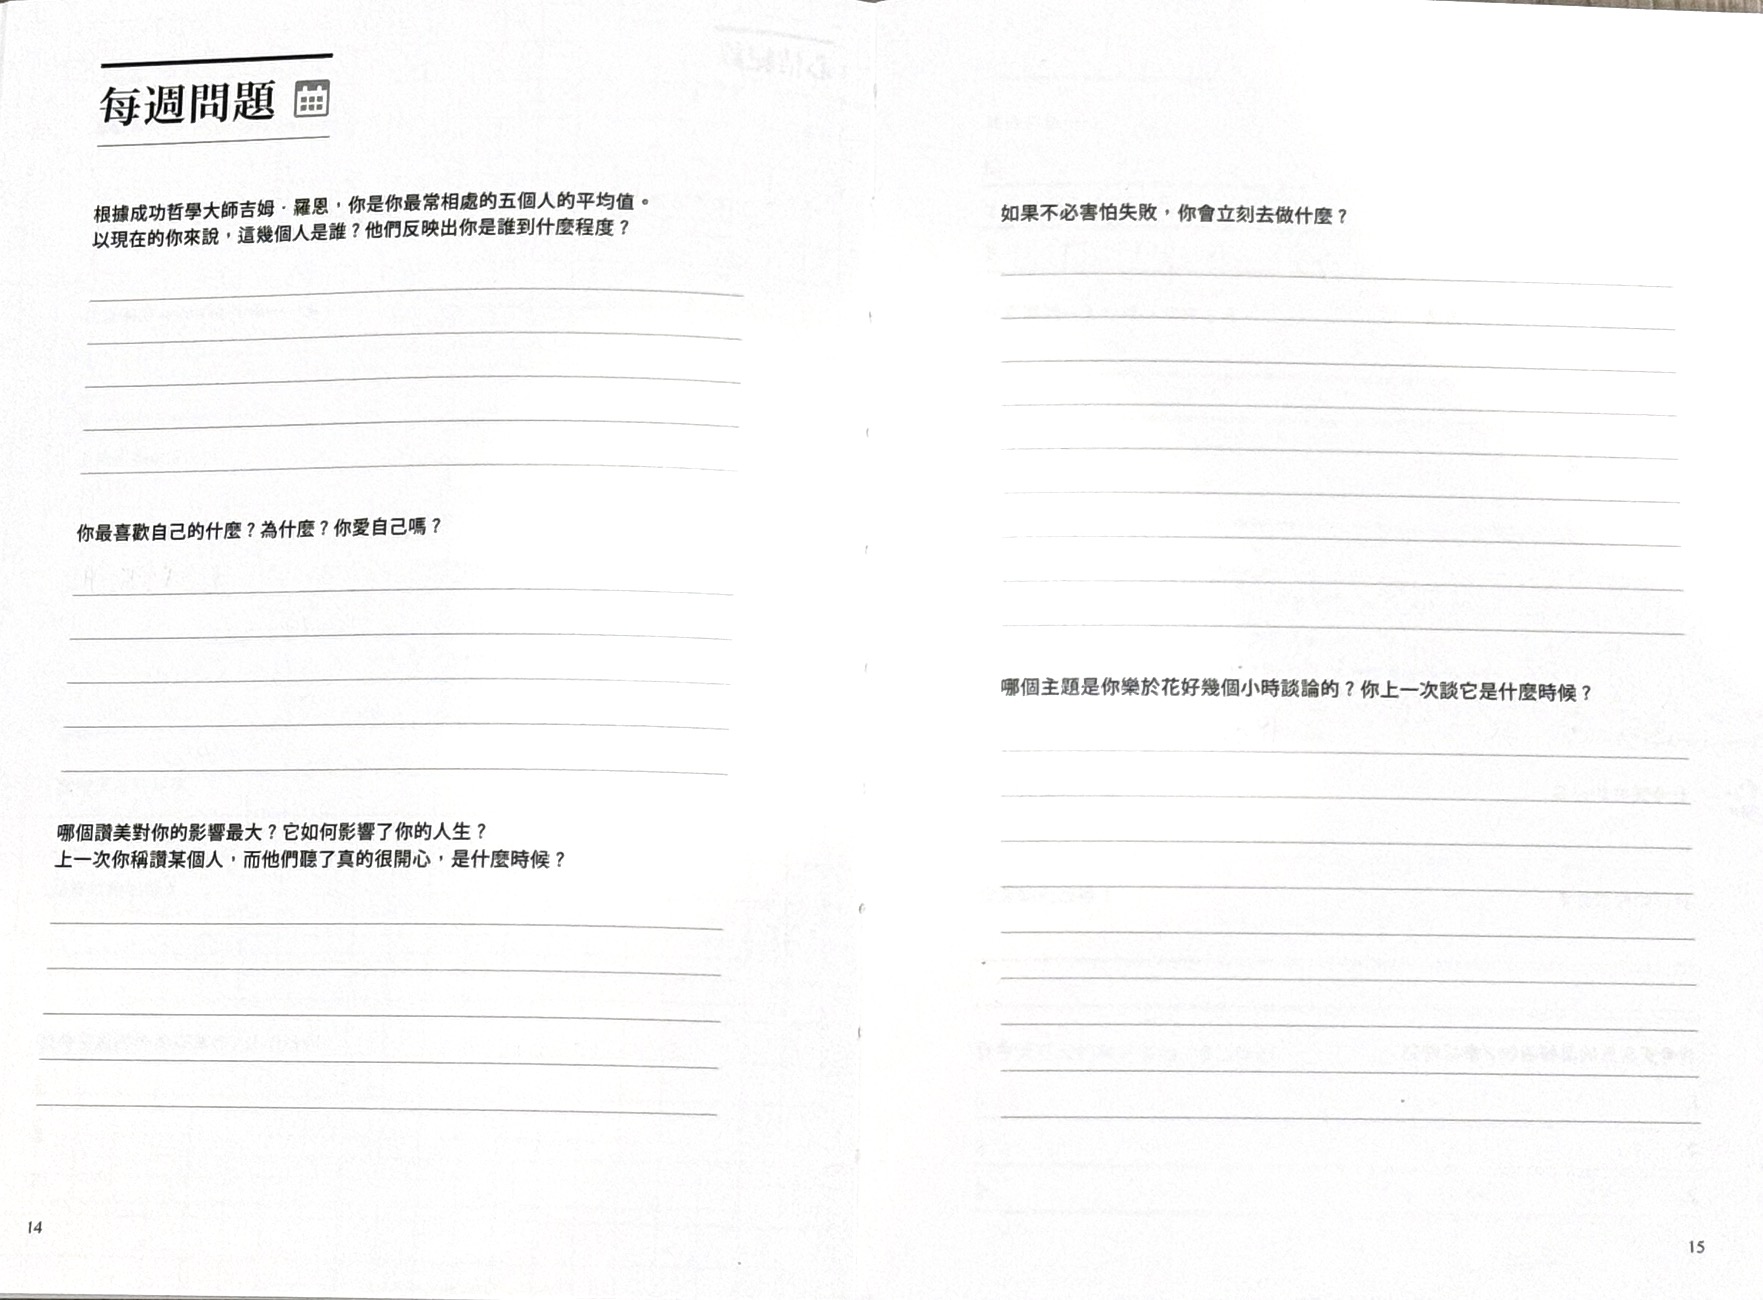 每週問題
根據成功哲學大師吉姆·羅恩，你是你最常相處的五個人的平均值。
以現在的你來說，這幾個人是誰？他們反映出你是誰到什麼程度？
你最喜歡自己的什麼？為什麼？你愛自己嗎？
哪個讚美對你的影響最大？它如何影響了你的人生？
上一次你稱讚某個人，而他們聽了真的很開心，是什麼時候？
14
如果不必害怕失敗，你會立刻去做什麼？
哪個主題是你樂於花好幾個小時談論的？你上一次談它是什麼時候？
15